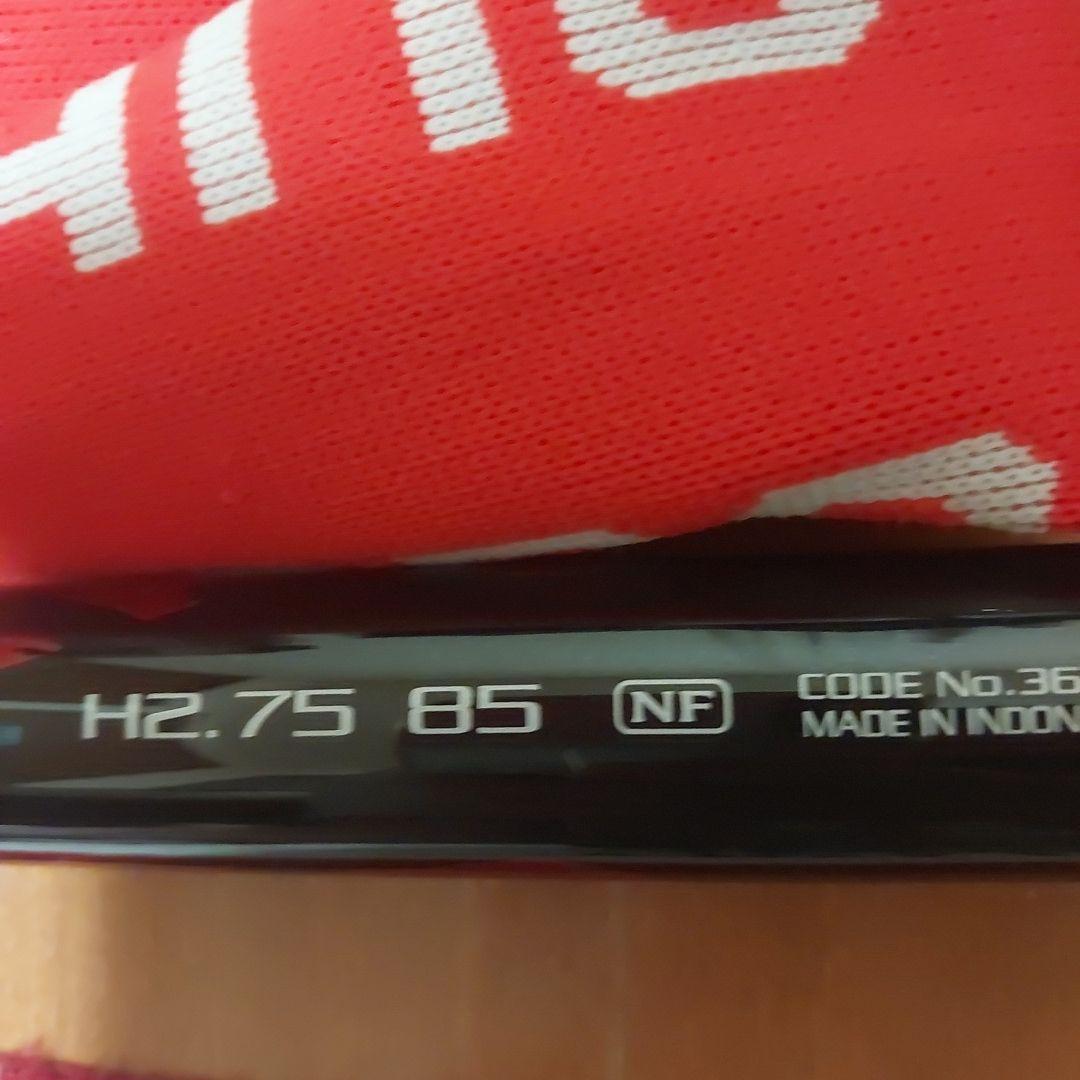 H2.75 85 NF
CODE No.36
MADE IN INDON